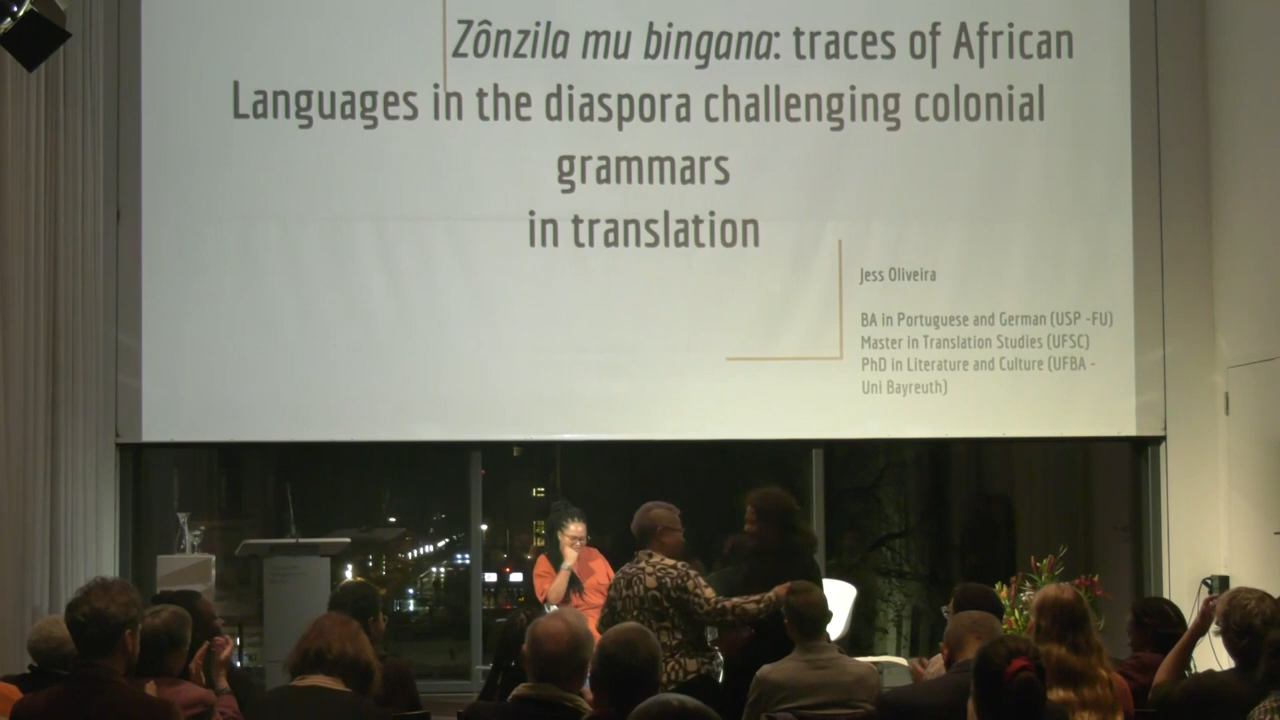 Zônzila mu bingana: traces of African
Languages in the diaspora challenging colonial
grammars
in translation
Jess Oliveira
BA in Portuguese and German (USP -FU)
Master in Translation Studies (UFSC)
PhD in Literature and Culture (UFBA -
Uni Bayreuth)